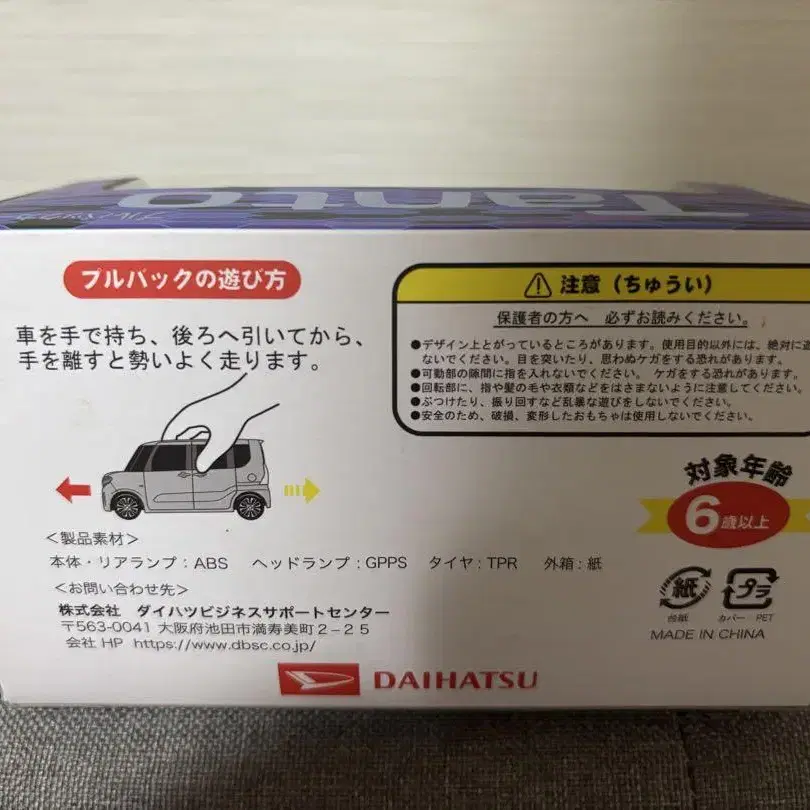 Tanto
プルバックカ
プルバックの遊び方
車を手で持ち、後ろへ引いてから、
手を離すと勢いよく走ります。
注意（ちゅうい）
保護者の方へ 必ずお読みください。
●デザイン上とがっているところがあります。使用目的以外には、絶対に遊
ないでください。目を突いたり、思わぬケガをする恐れがあります。
●可動部の隙間に指を入れないでください。 ケガをする恐れがあります。
●回転部に、指や髪の毛や衣類などをはさまないように注意してください。
●ぶつけたり、振り回すなど乱暴な遊びをしないでください。
●安全のため、破損、変形したおもちゃは使用しないでください。
対象年齢
6歳以上
＜製品素材＞
本体・リアランプ：ABS ヘッドランプ：GPPS タイヤ：TPR 外箱：紙
＜お問い合わせ先＞
株式会社 ダイハツビジネスサポートセンター
〒563-0041 大阪府池田市満寿美町2－25
会社 HP https://www.dbsc.co.jp/
紙
台紙
プラ
カバー PET
MADE IN CHINA
DAIHATSU